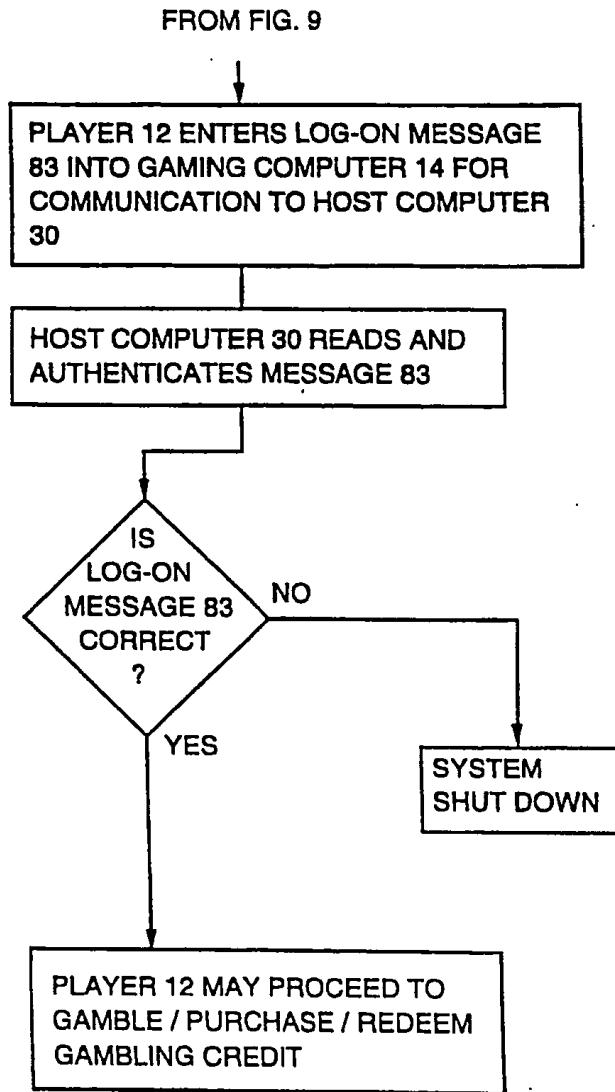 FROM FIG. 9
PLAYER 12 ENTERS LOG-ON MESSAGE
83 INTO GAMING COMPUTER 14 FOR
COMMUNICATION TO HOST COMPUTER
30
HOST COMPUTER 30 READS AND
AUTHENTICATES MESSAGE 83
IS
LOG-ON
MESSAGE 83
CORRECT
?
NO
YES
SYSTEM
SHUT DOWN
PLAYER 12 MAY PROCEED TO
GAMBLE / PURCHASE / REDEEM
GAMBLING CREDIT